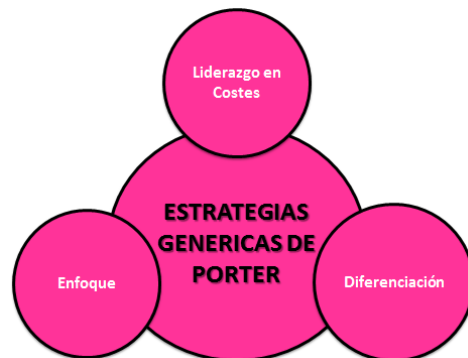 Liderazgo en
Costes
ESTRATEGIAS
GENERICAS DE
PORTER
Enfoque
Diferenciación